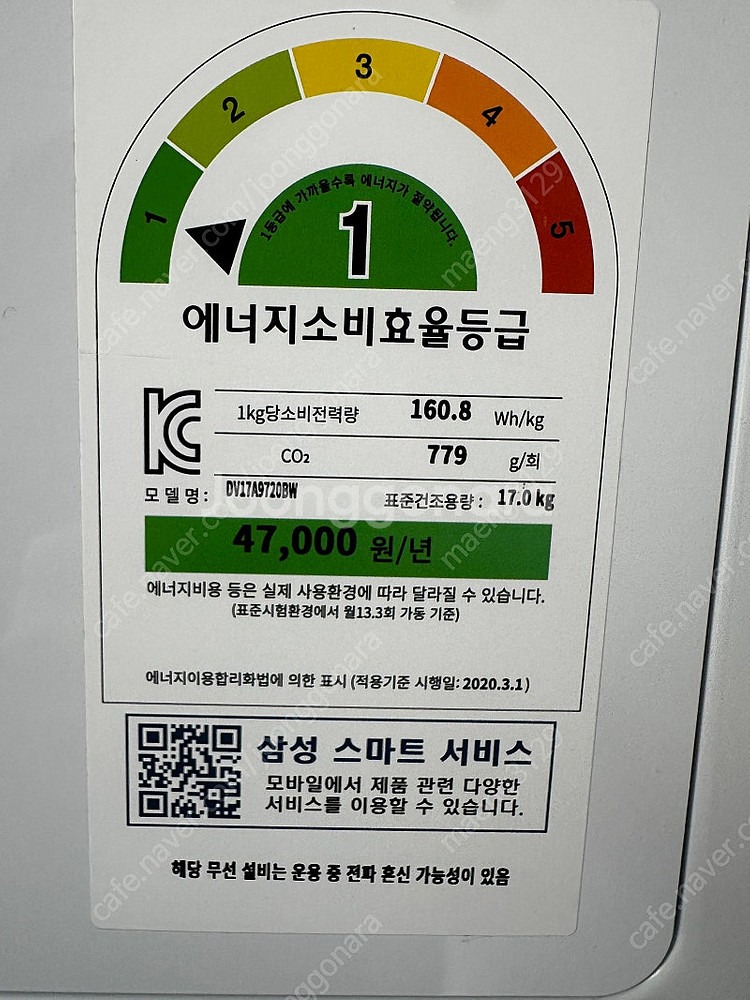 1
2
3
4
5
1등급에 가까울수록 에너지가 절약됩니다.
1
에너지소비효율등급
1kg당소비전력량 160.8 Wh/kg
CO₂ 779 g/회
모델명: DV17A9720BW 표준건조용량: 17.0 kg
47,000 원/년
에너지비용 등은 실제 사용환경에 따라 달라질 수 있습니다.
(표준시험환경에서 월13.3회 가동 기준)
에너지이용합리화법에 의한 표시 (적용기준 시행일: 2020.3.1)
삼성 스마트 서비스
모바일에서 제품 관련 다양한
서비스를 이용할 수 있습니다.
해당 무선 설비는 운용 중 전파 혼신 가능성이 있음
joonggonara
cafe.naver.com/joonggonara
maeng3129